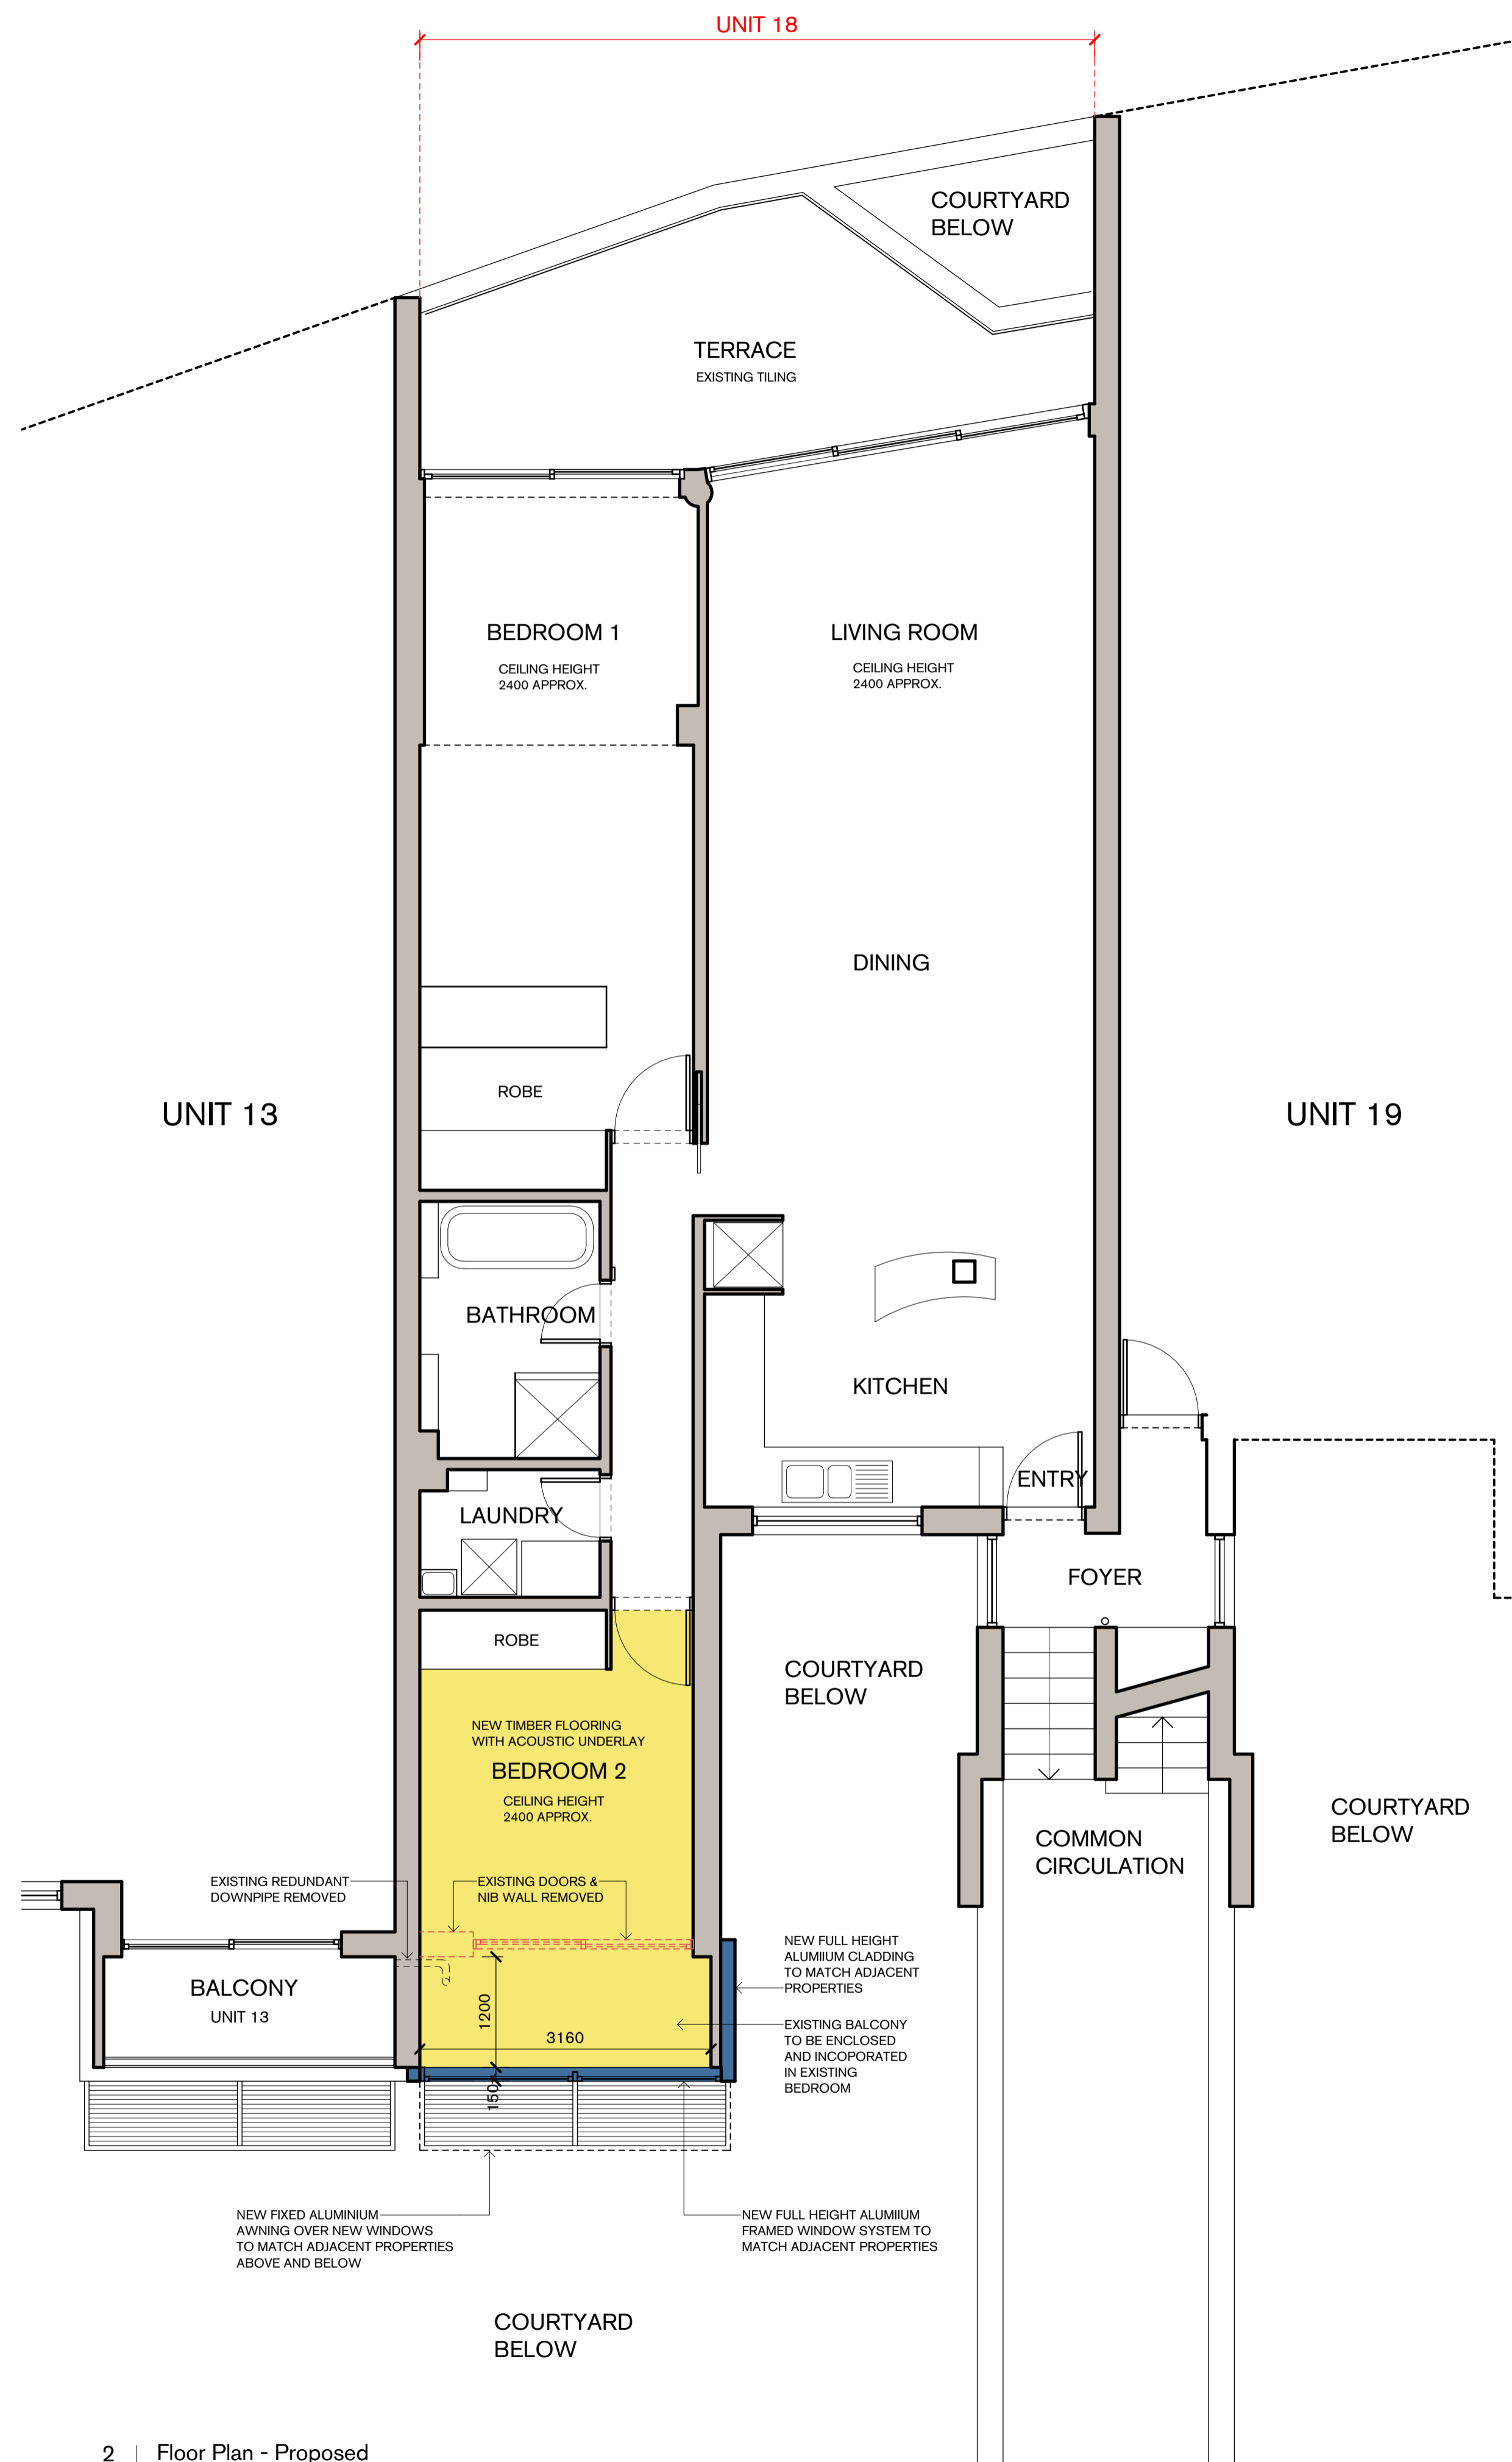 UNIT 18
COURTYARD
BELOW
TERRACE
EXISTING TILING
BEDROOM 1
CEILING HEIGHT
2400 APPROX.
LIVING ROOM
CEILING HEIGHT
2400 APPROX.
DINING
ROBE
UNIT 13
UNIT 19
BATHROOM
KITCHEN
ENTRY
LAUNDRY
FOYER
ROBE
COURTYARD
BELOW
NEW TIMBER FLOORING
WITH ACOUSTIC UNDERLAY
BEDROOM 2
CEILING HEIGHT
2400 APPROX.
COURTYARD
BELOW
COMMON
CIRCULATION
EXISTING REDUNDANT
DOWNPIPE REMOVED
EXISTING DOORS &
NIB WALL REMOVED
NEW FULL HEIGHT
ALUMIIUM CLADDING
TO MATCH ADJACENT
PROPERTIES
BALCONY
UNIT 13
1200
3160
150
EXISTING BALCONY
TO BE ENCLOSED
AND INCOPORATED
IN EXISTING
BEDROOM
NEW FIXED ALUMINIUM
AWNING OVER NEW WINDOWS
TO MATCH ADJACENT PROPERTIES
ABOVE AND BELOW
NEW FULL HEIGHT ALUMIIUM
FRAMED WINDOW SYSTEM TO
MATCH ADJACENT PROPERTIES
COURTYARD
BELOW
2 | Floor Plan - Proposed